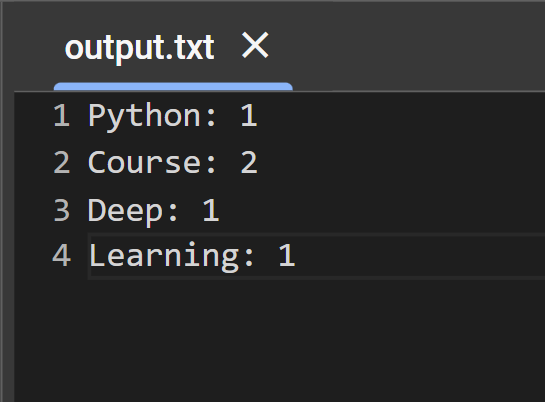 output.txt
1 Python: 1
2 Course: 2
3 Deep: 1
4 Learning: 1